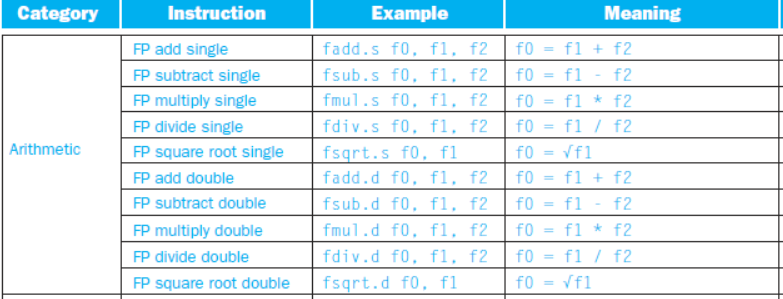 Category Instruction Example Meaning
FP add single fadd.s f0, f1, f2 f0 = f1 + f2
FP subtract single fsub.s f0, f1, f2 f0 = f1 - f2
FP multiply single fmul.s f0, f1, f2 f0 = f1 * f2
FP divide single fdiv.s f0, f1, f2 f0 = f1 / f2
Arithmetic FP square root single fsqrt.s f0, f1 f0 = √f1
FP add double fadd.d f0, f1, f2 f0 = f1 + f2
FP subtract double fsub.d f0, f1, f2 f0 = f1 - f2
FP multiply double fmul.d f0, f1, f2 f0 = f1 * f2
FP divide double fdiv.d f0, f1, f2 f0 = f1 / f2
FP square root double fsqrt.d f0, f1 f0 = √f1